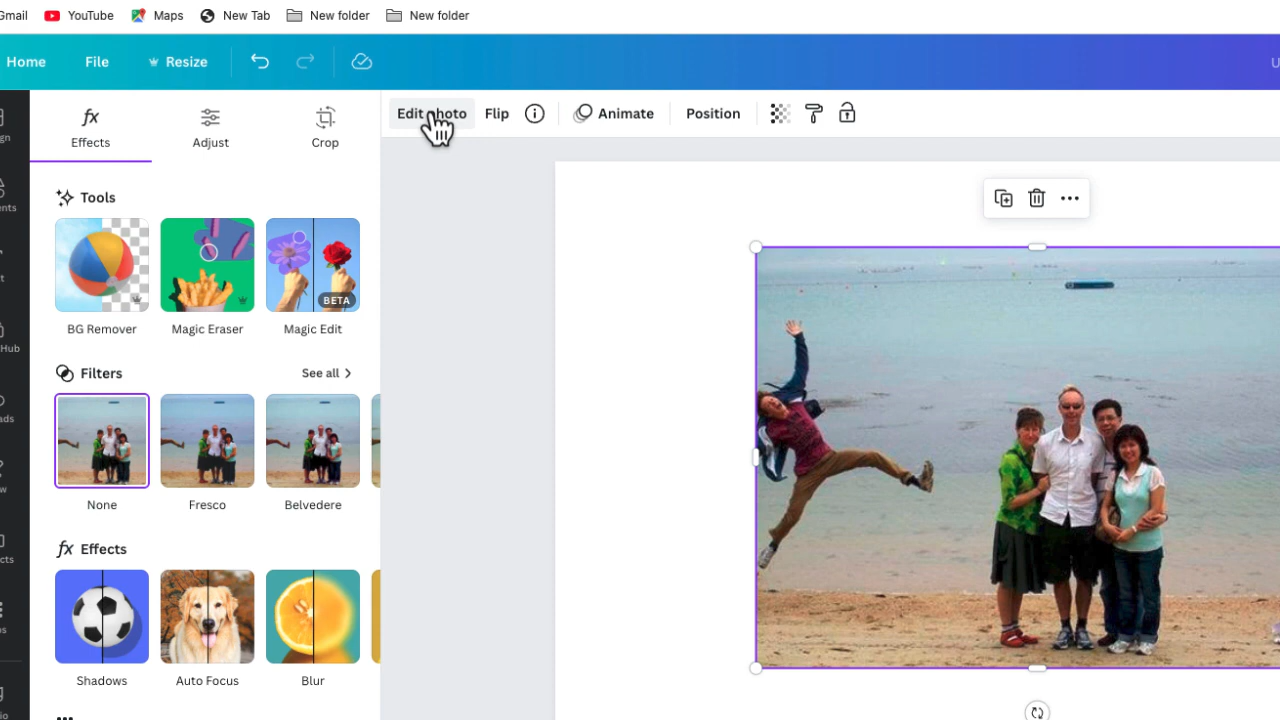 Gmail YouTube Maps New Tab New folder New folder
Home File Resize
Edit photo Flip Animate Position
Effects Adjust Crop
Tools
BETA
BG Remover Magic Eraser Magic Edit
Filters See all
None Fresco Belvedere
fx Effects
Shadows Auto Focus Blur